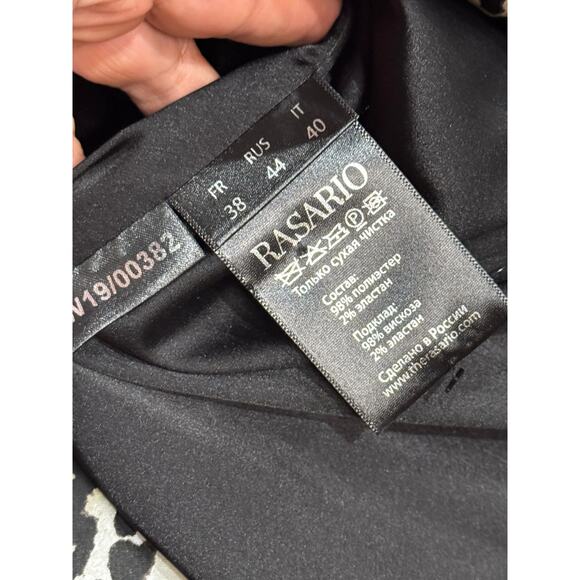 FR RUS IT
38 44 40
RASARIO
Только сухая чистка
Состав:
98% полиэстер
2% эластан
Подклад:
98% вискоза
2% эластан
Сделано в России
www.therasario.com
W19/00382